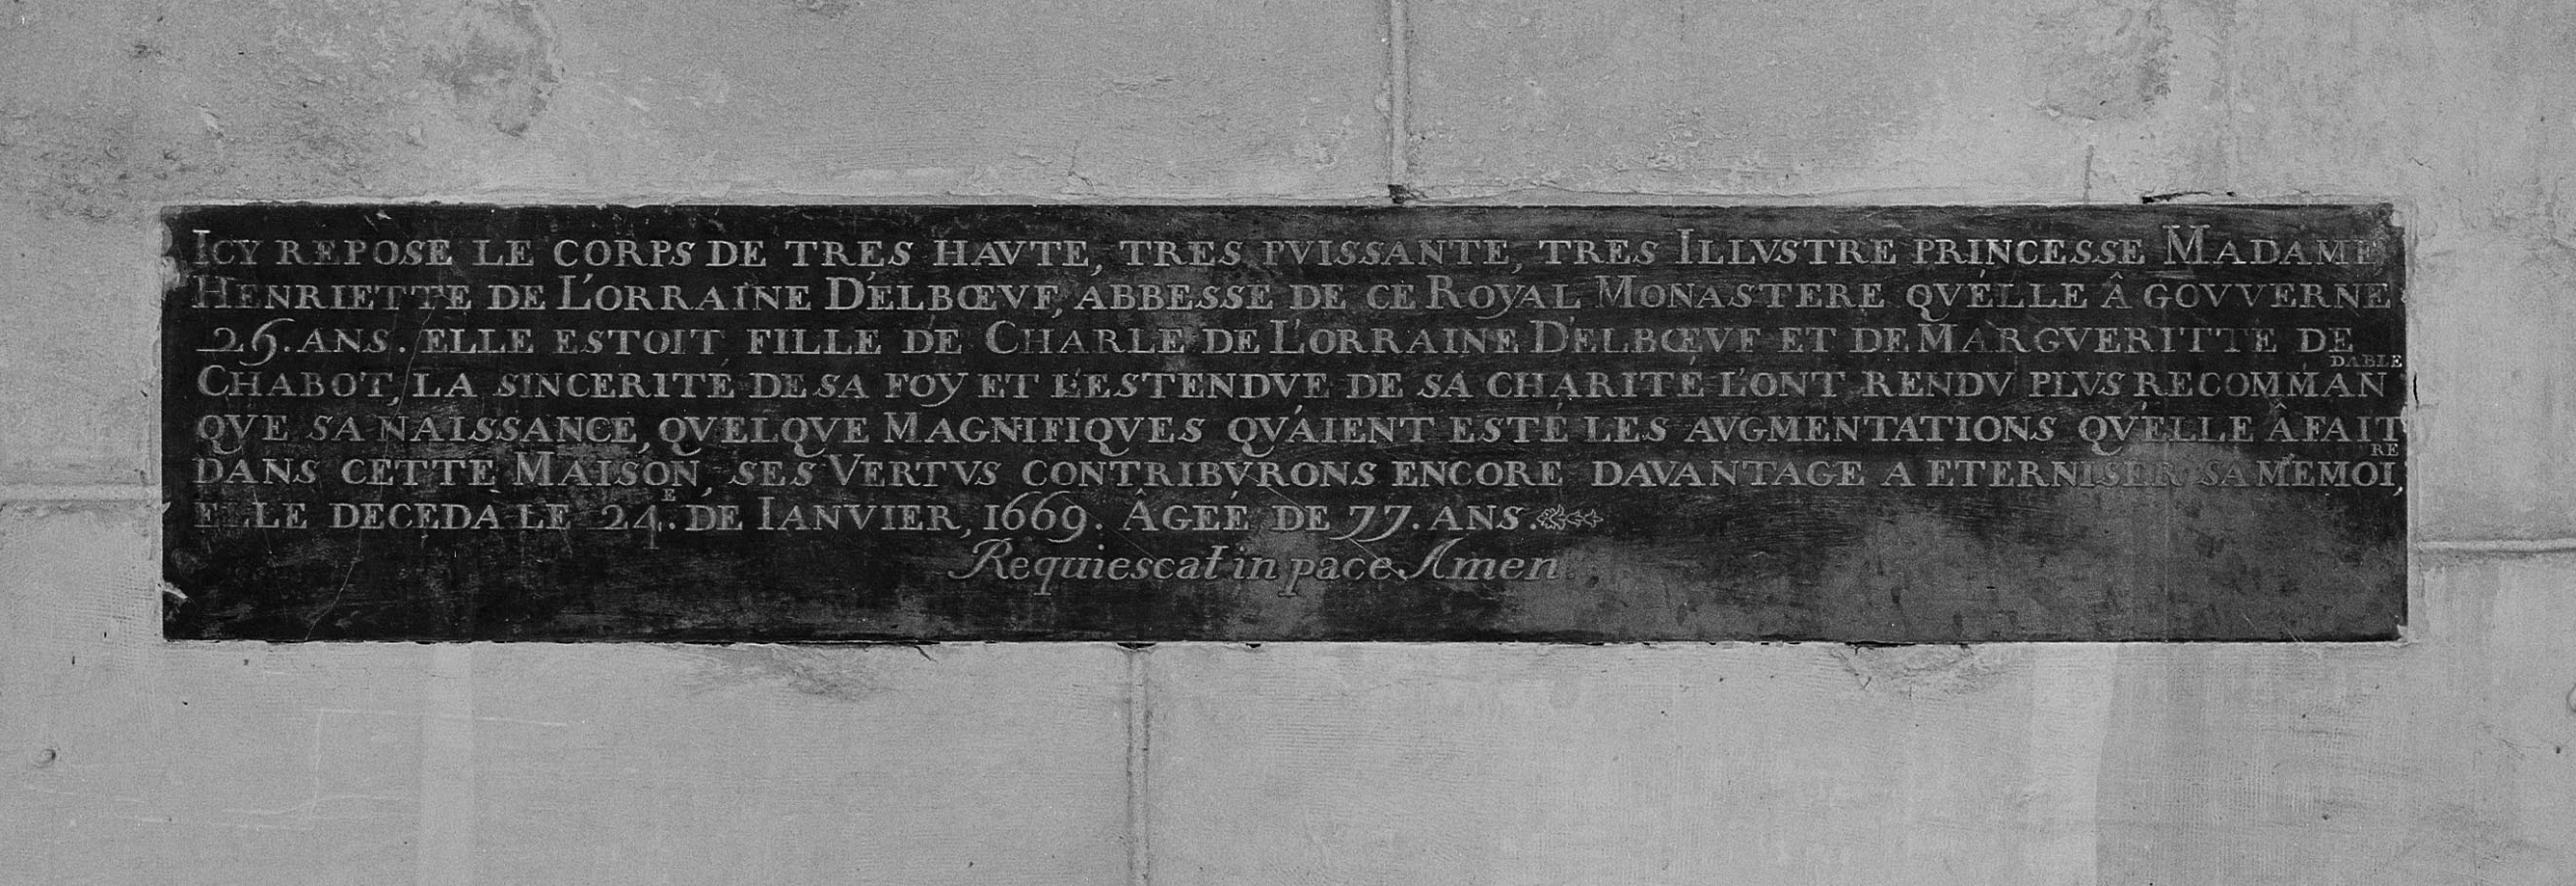 ICY REPOSE LE CORPS DE TRES HAVTE, TRES PVISSANTE, TRES ILLVSTRE PRINCESSE MADAME
HENRIETTE DE L'ORRAINE D'ELBŒVF, ABBESSE DE CE ROYAL MONASTERE QV'ELLE Â GOVVERNE
26. ANS. ELLE ESTOIT FILLE DE CHARLE DE L'ORRAINE D'ELBŒVF ET DE MARGVERITTE DE
CHABOT, LA SINCERITÉ DE SA FOY ET L'ESTENDVE DE SA CHARITÉ L'ONT RENDV PLVS RECOMMANDABLE
QVE SA NAISSANCE, QVELQVE MAGNIFIQVES QV'AIENT ESTÉ LES AVGMENTATIONS QV'ELLE Â FAIT
DANS CETTE MAISON, SES VERTVS CONTRIBVRONS ENCORE DAVANTAGE A ETERNISER SA MEMOIRE,
ELLE DECEDA LE 24.E DE IANVIER, 1669. ÂGEÉ DE 77. ANS.
Requiescat in pace Amen